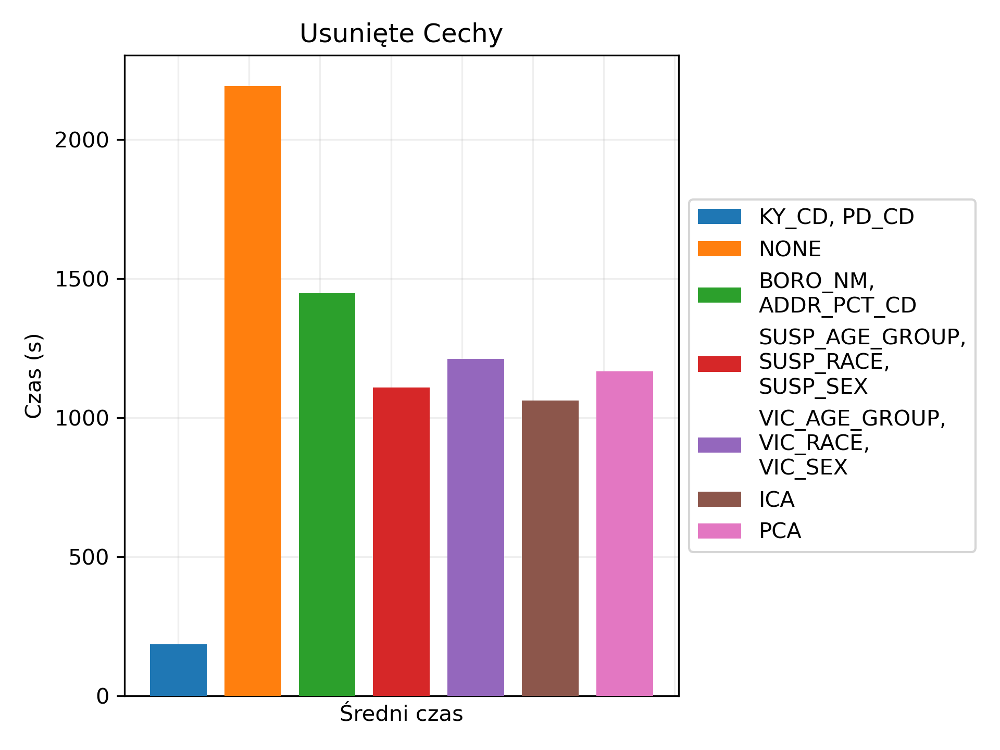 Usunięte Cechy
2000
1500
1000
500
0
Czas (s)
Średni czas
KY_CD, PD_CD
NONE
BORO_NM,
ADDR_PCT_CD
SUSP_AGE_GROUP,
SUSP_RACE,
SUSP_SEX
VIC_AGE_GROUP,
VIC_RACE,
VIC_SEX
ICA
PCA